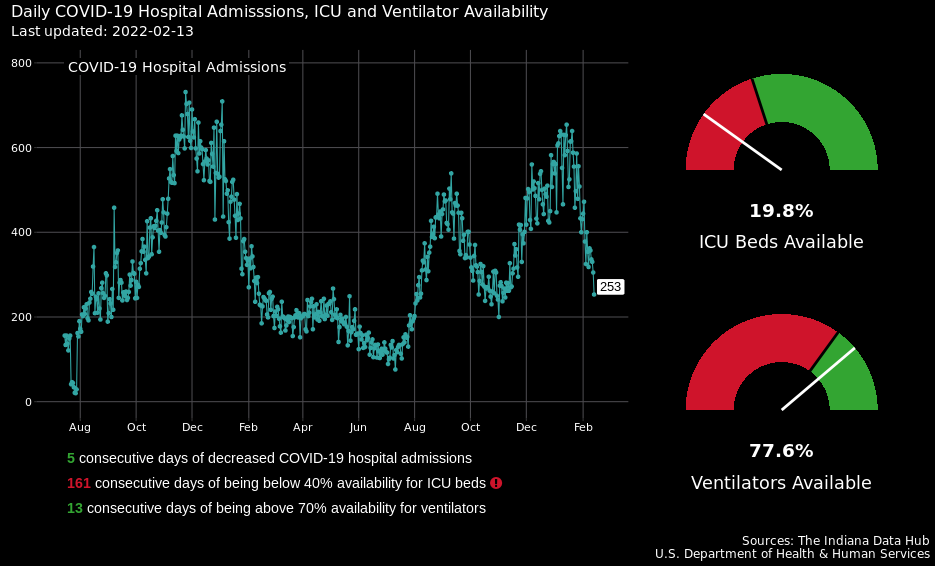 Daily COVID-19 Hospital Admisssions, ICU and Ventilator Availability
Last updated: 2022-02-13
COVID-19 Hospital Admissions
800
600
400
200
0
Aug Oct Dec Feb Apr Jun Aug Oct Dec Feb
253
19.8%
ICU Beds Available
77.6%
Ventilators Available
5 consecutive days of decreased COVID-19 hospital admissions
161 consecutive days of being below 40% availability for ICU beds !
13 consecutive days of being above 70% availability for ventilators
Sources: The Indiana Data Hub
U.S. Department of Health & Human Services